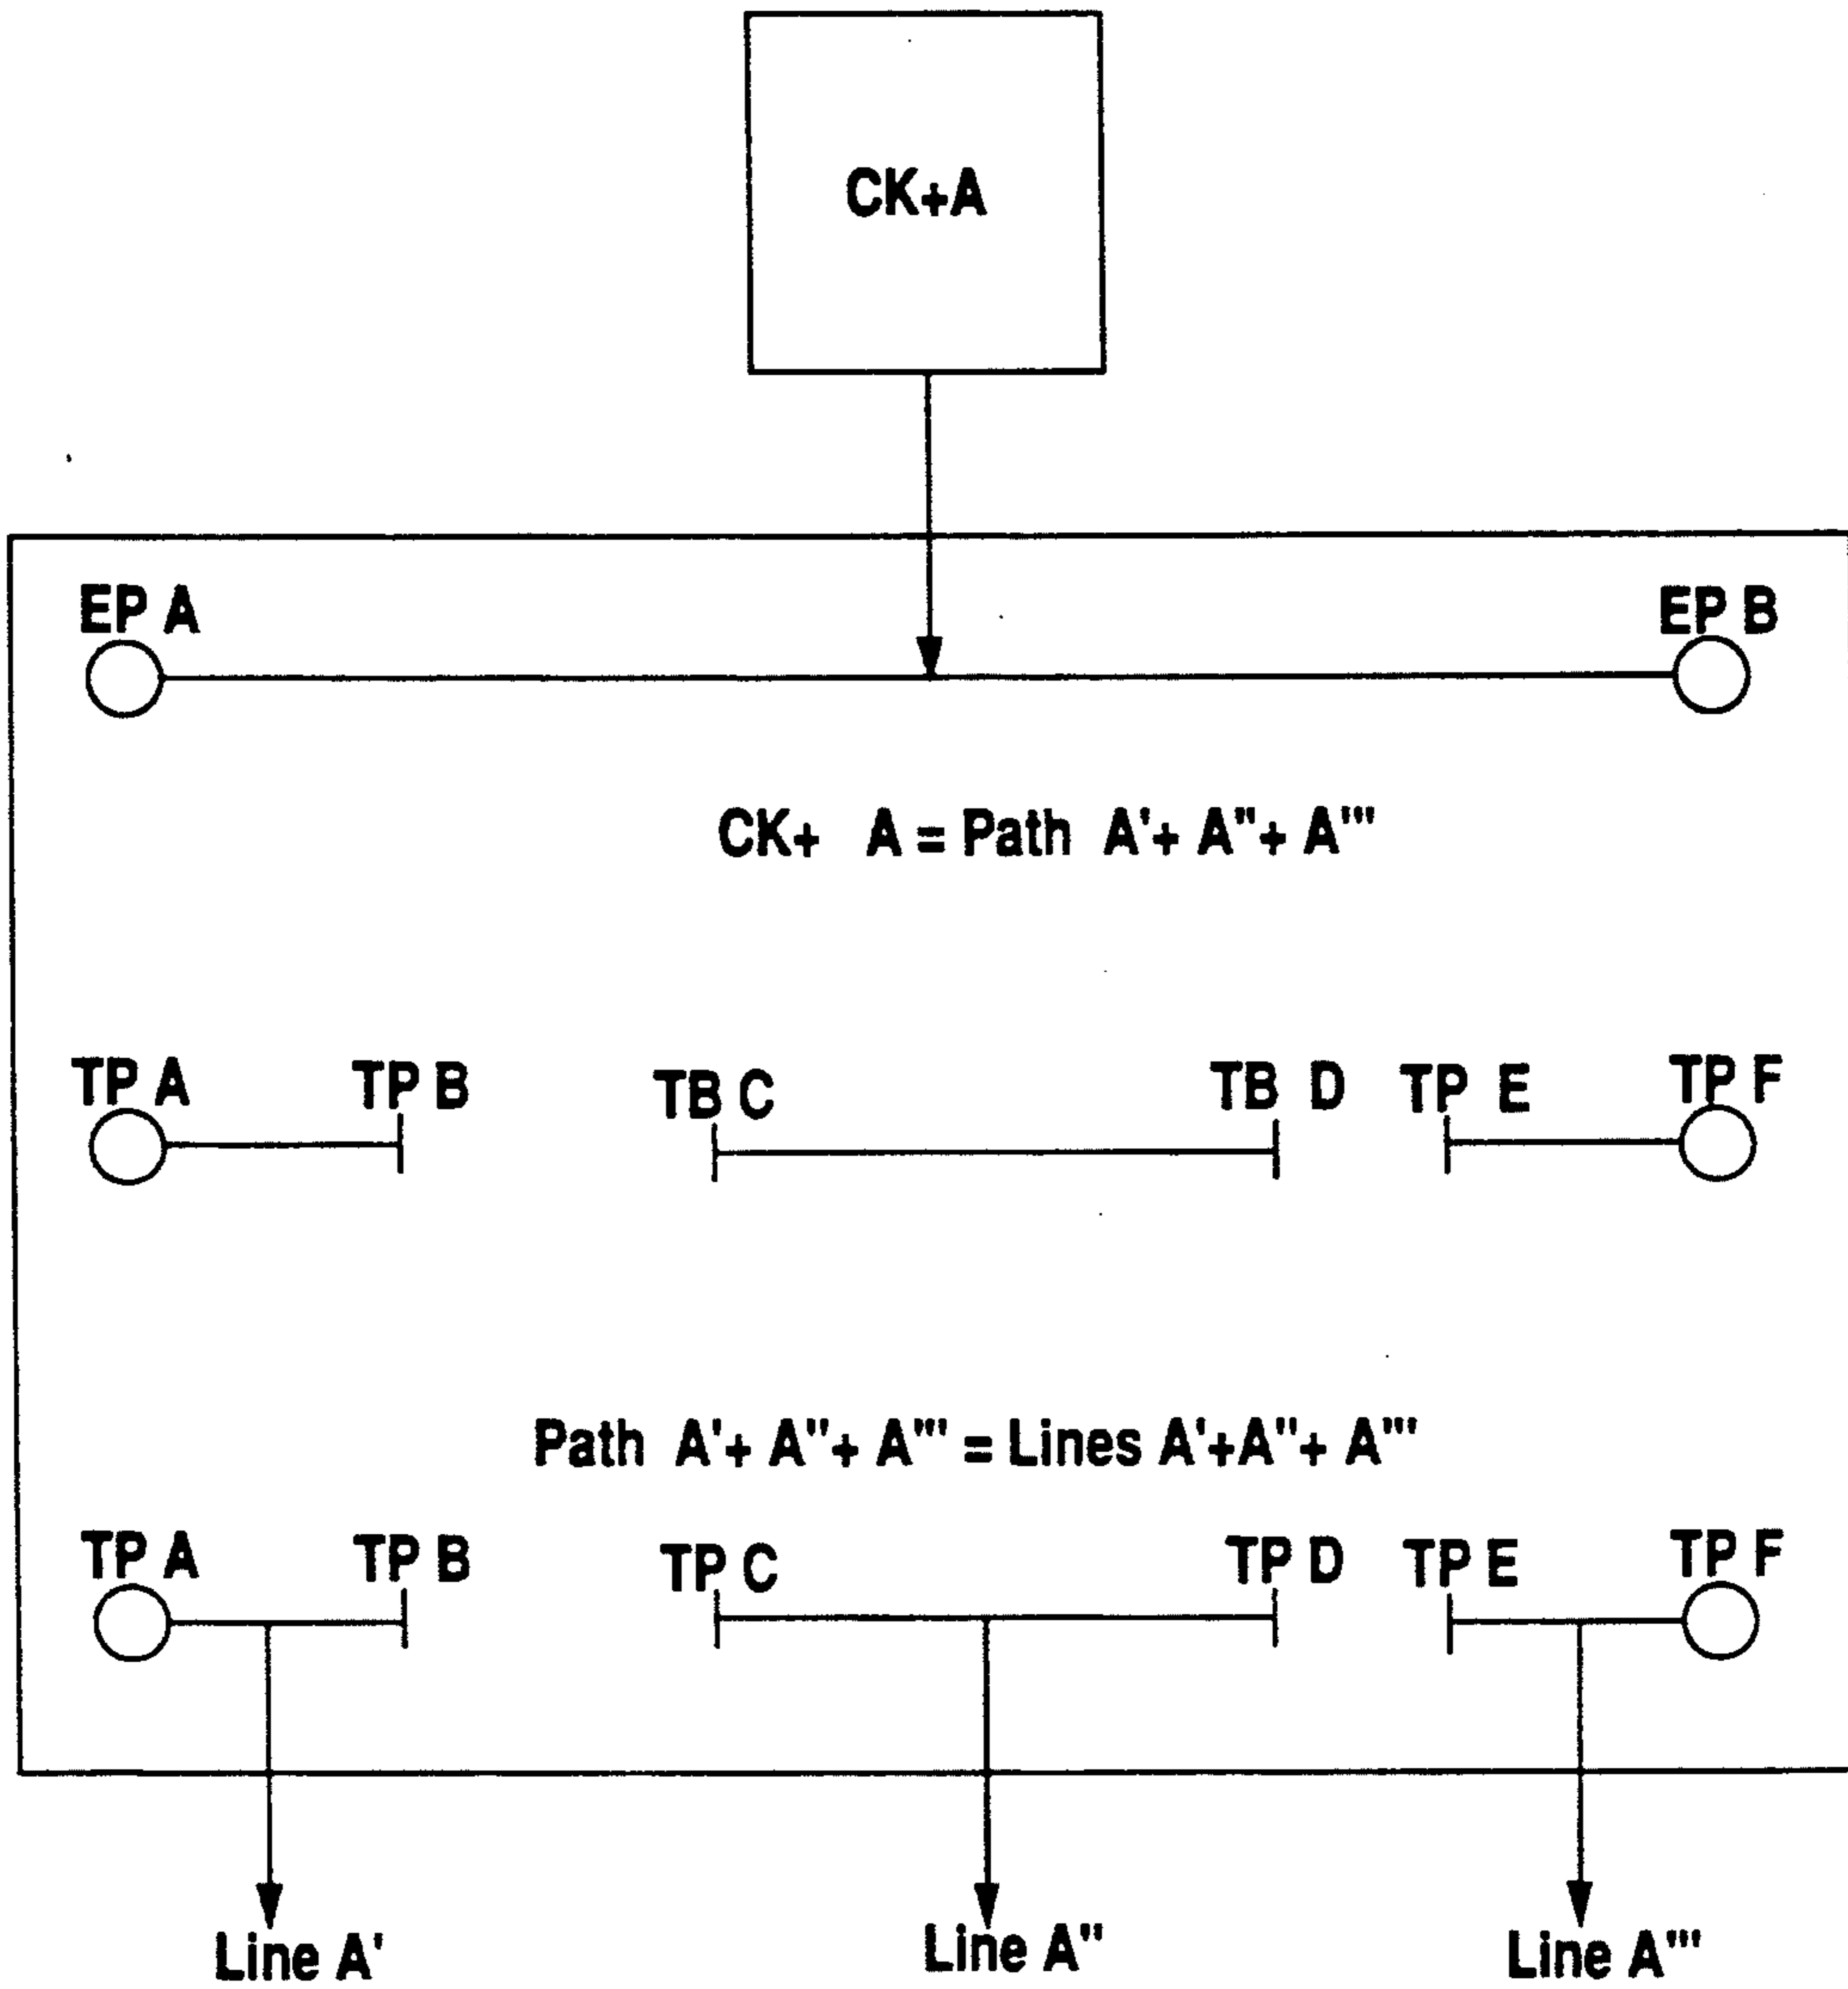 CK+A
EP A
EP B
CK+ A = Path A'+ A''+ A'''
TP A
TP B
TB C
TB D
TP E
TP F
Path A'+ A''+ A''' = Lines A'+A''+ A'''
TP A
TP B
TP C
TP D
TP E
TP F
Line A'
Line A''
Line A'''